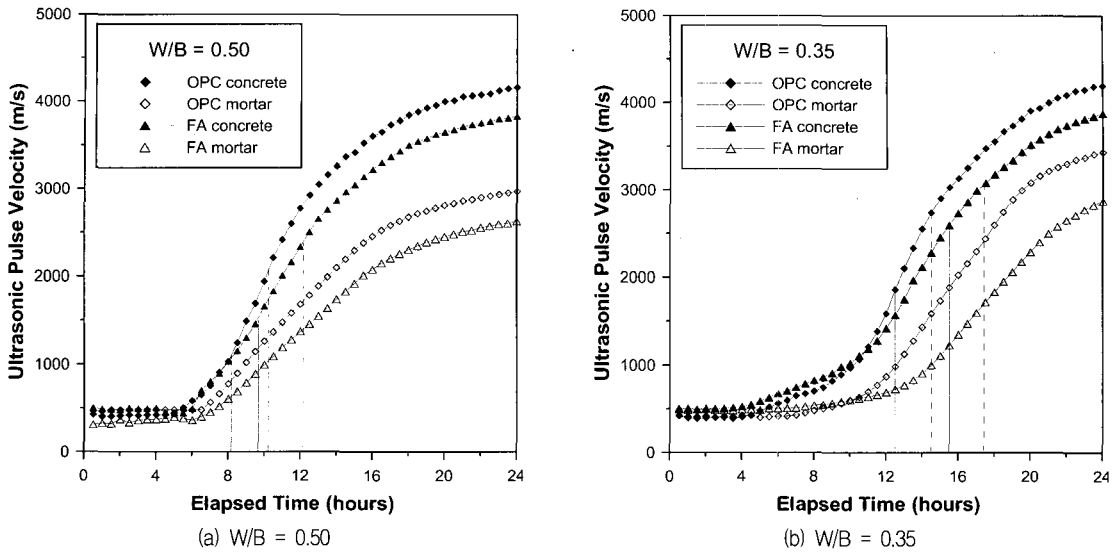 5000
4000
3000
2000
1000
0
Ultrasonic Pulse Velocity (m/s)
W/B = 0.50
OPC concrete
OPC mortar
FA concrete
FA mortar
0 4 8 12 16 20 24
Elapsed Time (hours)
(a) W/B = 0.50
5000
4000
3000
2000
1000
0
Ultrasonic Pulse Velocity (m/s)
W/B = 0.35
OPC concrete
OPC mortar
FA concrete
FA mortar
0 4 8 12 16 20 24
Elapsed Time (hours)
(b) W/B = 0.35